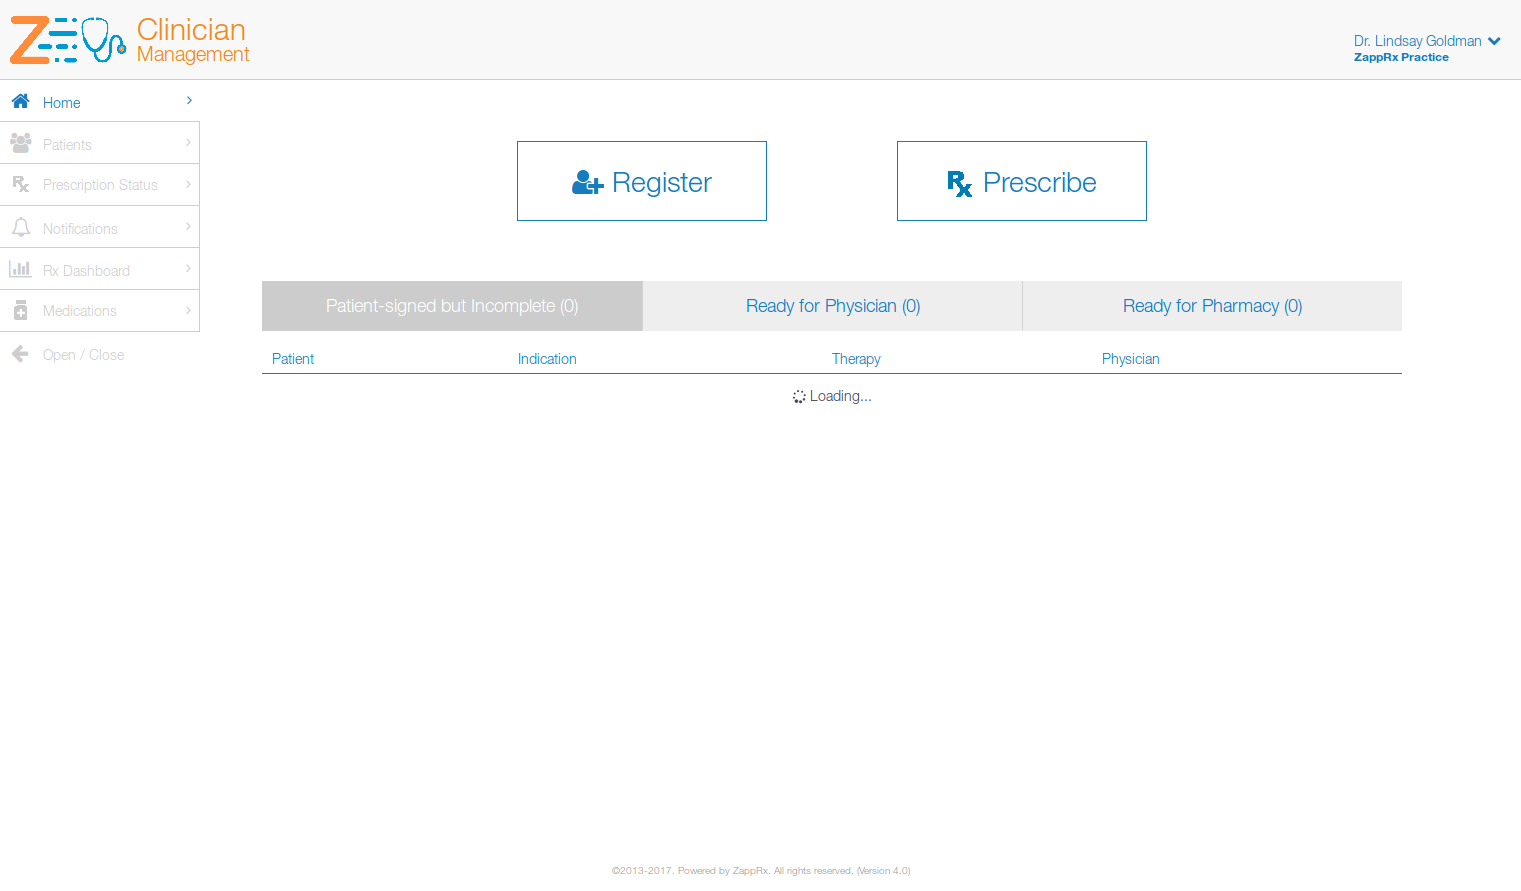 Clinician
Management
Dr. Lindsay Goldman
ZappRx Practice
Home
Patients
Prescription Status
Notifications
Rx Dashboard
Medications
Open / Close
Register
Rx Prescribe
Patient-signed but Incomplete (0)
Ready for Physician (0)
Ready for Pharmacy (0)
Patient
Indication
Therapy
Physician
Loading...
©2013-2017. Powered by ZappRx. All rights reserved. (Version 4.0)